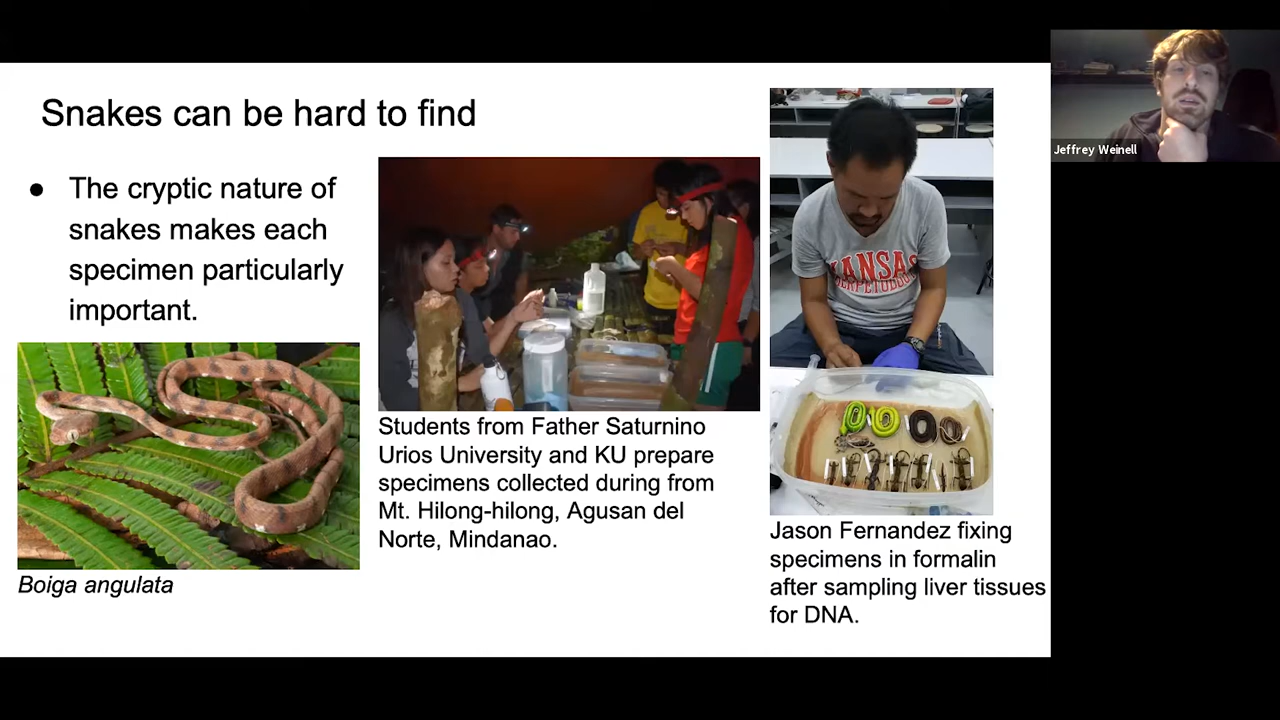 Snakes can be hard to find
● The cryptic nature of
snakes makes each
specimen particularly
important.
Boiga angulata
Students from Father Saturnino
Urios University and KU prepare
specimens collected during from
Mt. Hilong-hilong, Agusan del
Norte, Mindanao.
KANSAS
HERPETOLOGY
Jason Fernandez fixing
specimens in formalin
after sampling liver tissues
for DNA.
Jeffrey Weinell